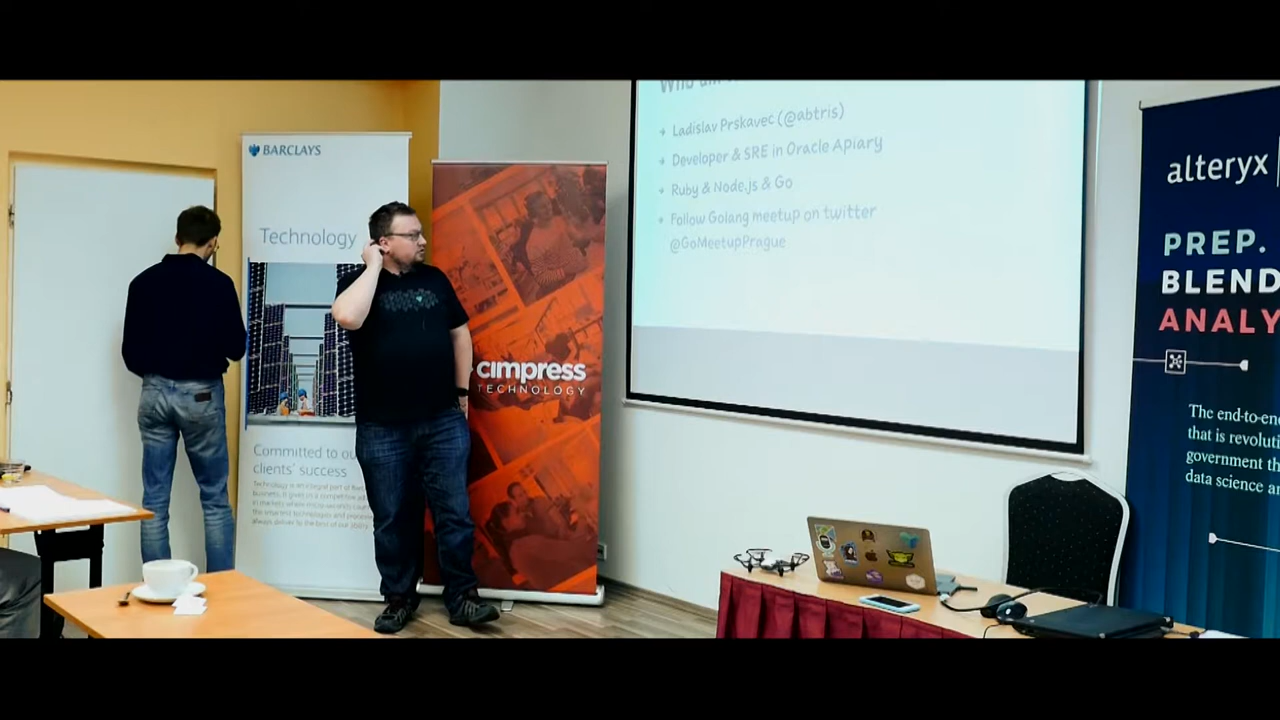 BARCLAYS
Technology
Committed to ou
clients' success
cimpress
TECHNOLOGY
Who am
→ Ladislav Prskavec (@abtris)
→ Developer & SRE in Oracle Apiary
→ Ruby & Node.js & Go
→ Follow Golang meetup on twitter
@GoMeetupPrague
alteryx
PREP.
BLEND
ANALY
The end-to-en
that is revoluti
government th
data science a